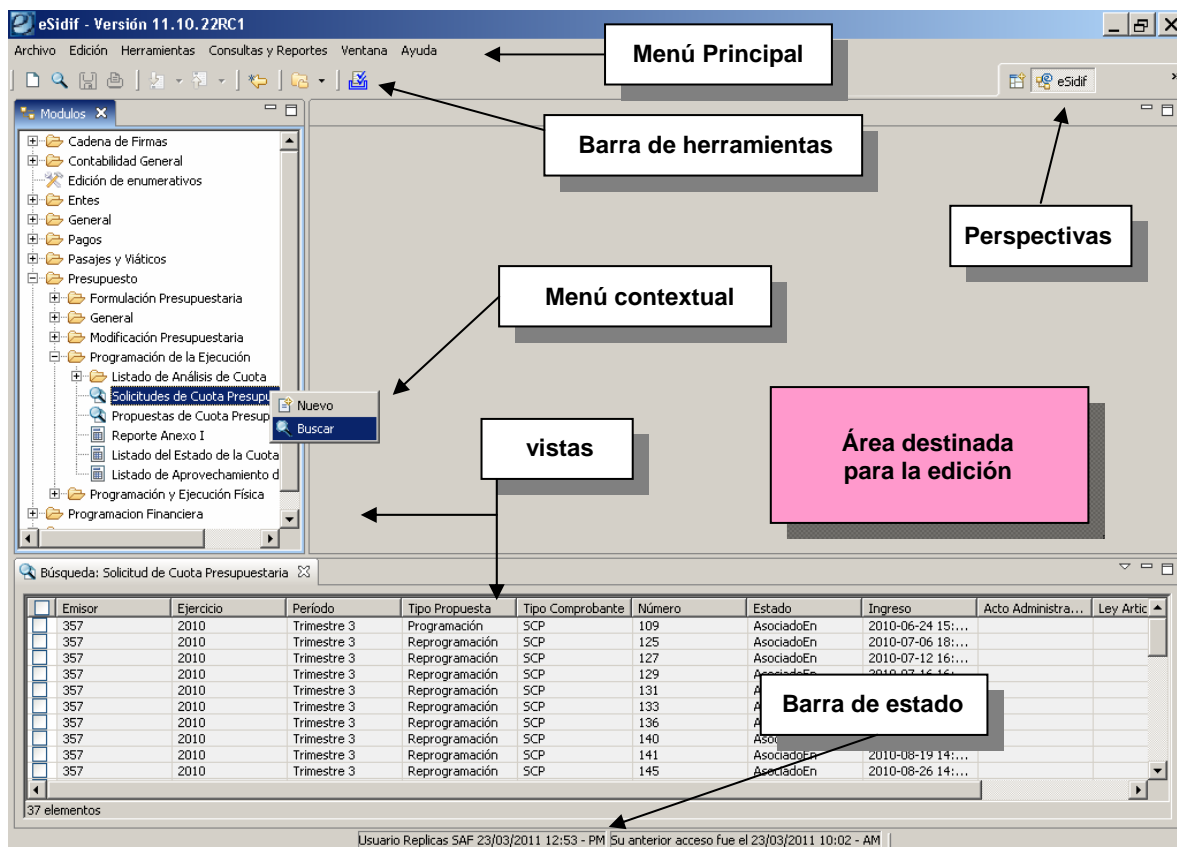 eSidif - Versión 11.10.22RC1
Archivo Edición Herramientas Consultas y Reportes Ventana Ayuda
Menú Principal
eSidif
Modulos
Barra de herramientas
Perspectivas
Cadena de Firmas
Contabilidad General
Edición de enumerativos
Entes
General
Pagos
Pasajes y Viáticos
Presupuesto
Formulación Presupuestaria
General
Modificación Presupuestaria
Programación de la Ejecución
Listado de Análisis de Cuota
Solicitudes de Cuota Presupu
Propuestas de Cuota Presup
Reporte Anexo I
Listado del Estado de la Cuota
Listado de Aprovechamiento d
Programación y Ejecución Física
Programacion Financiera
Menú contextual
Nuevo
Buscar
vistas
Área destinada
para la edición
Búsqueda: Solicitud de Cuota Presupuestaria
Emisor Ejercicio Período Tipo Propuesta Tipo Comprobante Número Estado Ingreso Acto Administra... Ley Artic
357 2010 Trimestre 3 Programación SCP 109 AsociadoEn 2010-06-24 15:...
357 2010 Trimestre 3 Reprogramación SCP 125 AsociadoEn 2010-07-06 18:...
357 2010 Trimestre 3 Reprogramación SCP 127 AsociadoEn 2010-07-12 16:...
357 2010 Trimestre 3 Reprogramación SCP 129
357 2010 Trimestre 3 Reprogramación SCP 131
357 2010 Trimestre 3 Reprogramación SCP 133
357 2010 Trimestre 3 Reprogramación SCP 136
357 2010 Trimestre 3 Reprogramación SCP 140
357 2010 Trimestre 3 Reprogramación SCP 141 AsociadoEn 2010-08-19 14:...
357 2010 Trimestre 3 Reprogramación SCP 145 AsociadoEn 2010-08-26 14:...
Barra de estado
37 elementos
Usuario Replicas SAF 23/03/2011 12:53 - PM Su anterior acceso fue el 23/03/2011 10:02 - AM